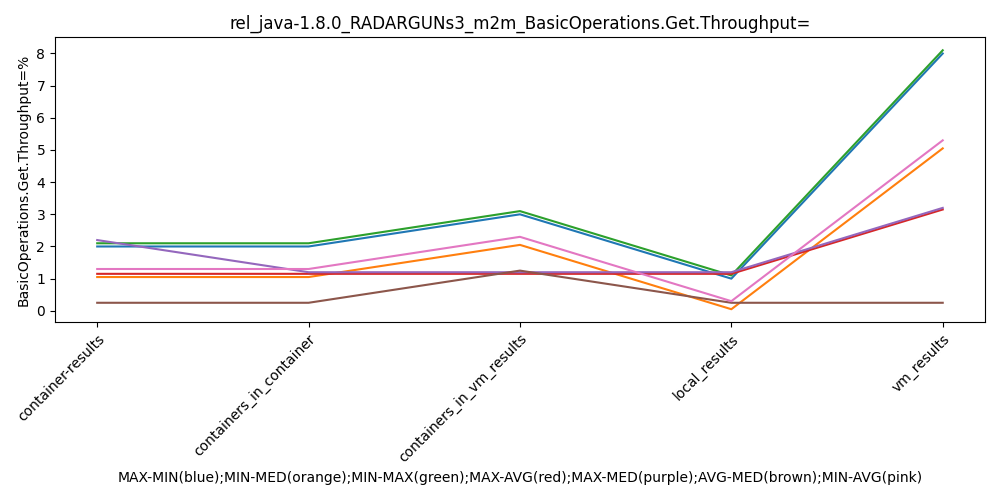 rel_java-1.8.0_RADARGUNs3_m2m_BasicOperations.Get.Throughput=
BasicOperations.Get.Throughput=%
8
7
6
5
4
3
2
1
0
container-results
containers_in_container
containers_in_vm_results
local_results
vm_results
MAX-MIN(blue);MIN-MED(orange);MIN-MAX(green);MAX-AVG(red);MAX-MED(purple);AVG-MED(brown);MIN-AVG(pink)